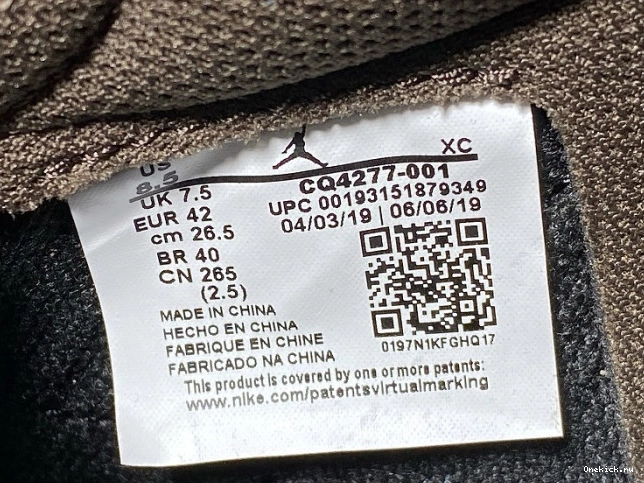 XC
US
8.5
UK 7.5
EUR 42
cm 26.5
BR 40
CN 265
(2.5)
CQ4277-001
UPC 00193151879349
04/03/19 | 06/06/19
0197N1KFGHQ17
MADE IN CHINA
HECHO EN CHINA
FABRIQUE EN CHINE
FABRICADO NA CHINA
This product is covered by one or more patents:
www.nike.com/patentsvirtualmarking
Onekick.nu